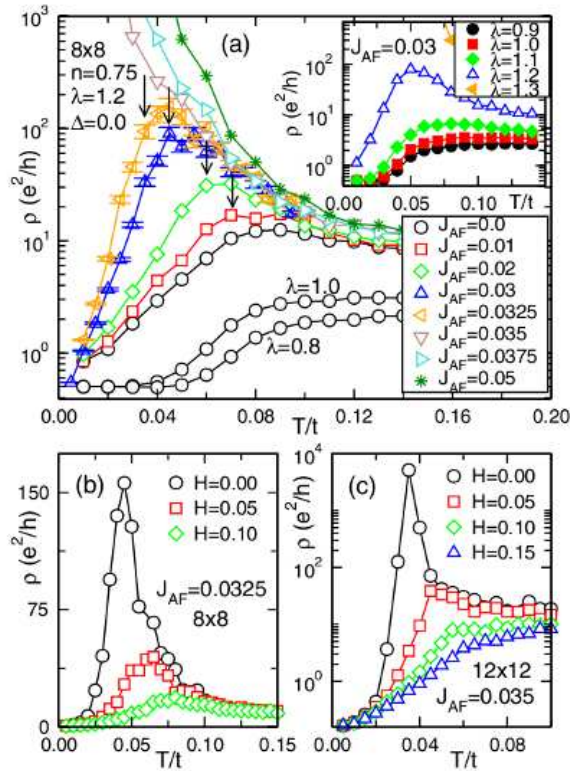 8x8
n=0.75
λ=1.2
Δ=0.0
(a)
ρ (e²/h)
10⁰
10¹
10²
10³
λ=1.0
λ=0.8
0.00 0.04 0.08 0.12 0.16 0.20
T/t
J_AF=0.03
λ=0.9
λ=1.0
λ=1.1
λ=1.2
λ=1.3
ρ (e²/h)
10²
10¹
10⁰
0.00 0.05 0.10
T/t
J_AF=0.0
J_AF=0.01
J_AF=0.02
J_AF=0.03
J_AF=0.0325
J_AF=0.035
J_AF=0.0375
J_AF=0.05
(b)
H=0.00
H=0.05
H=0.10
J_AF=0.0325
8x8
ρ (e²/h)
150
75
0
0.00 0.05 0.10 0.15
T/t
(c)
H=0.00
H=0.05
H=0.10
H=0.15
12x12
J_AF=0.035
ρ (e²/h)
10⁴
10²
10⁰
0.00 0.04 0.08
T/t